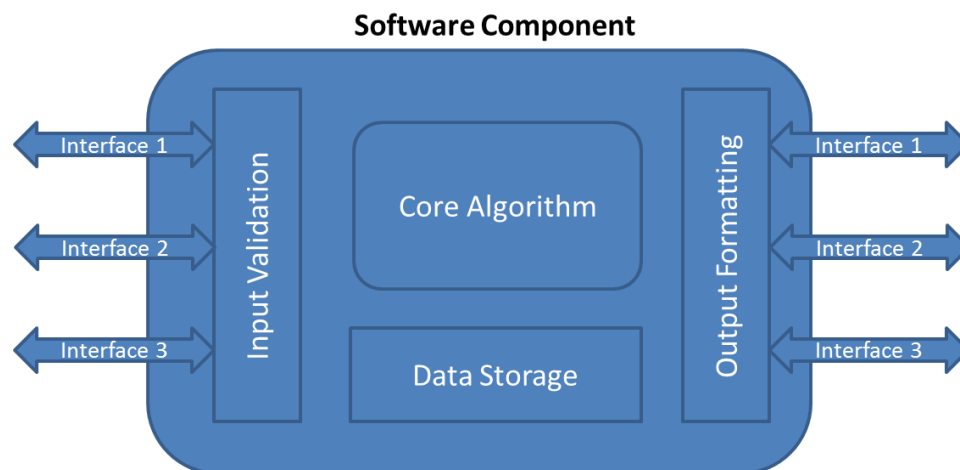 Software Component
Interface 1
Interface 2
Interface 3
Input Validation
Core Algorithm
Data Storage
Output Formatting
Interface 1
Interface 2
Interface 3